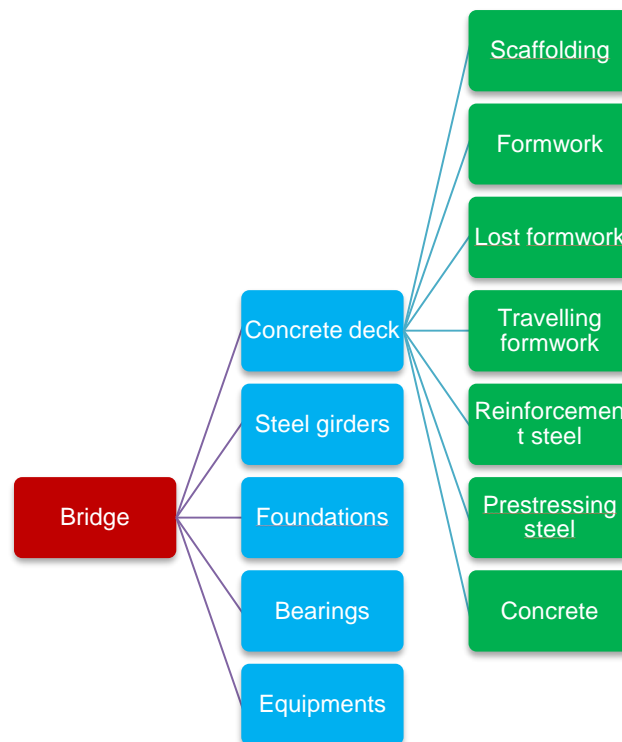 Scaffolding
Formwork
Lost formwork
Concrete deck
Travelling
formwork
Steel girders
Reinforcemen
t steel
Bridge
Foundations
Prestressing
steel
Bearings
Concrete
Equipments